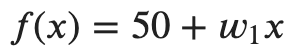 f(x) = 50 + w₁x